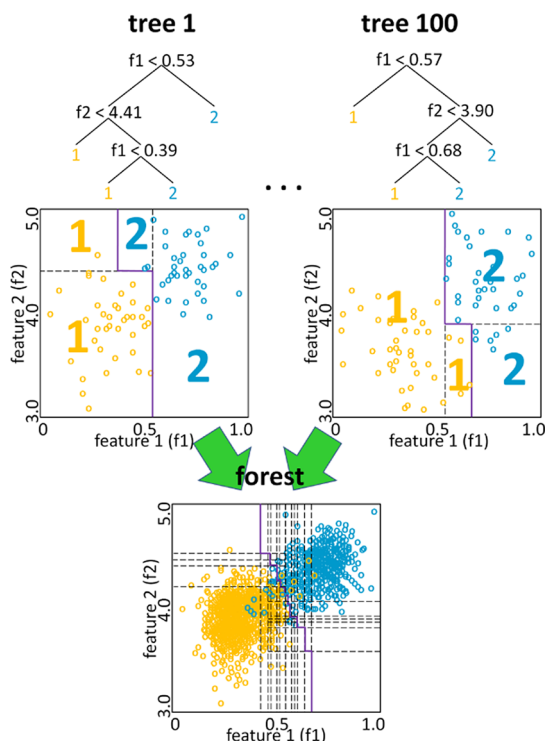 tree 1
f1 < 0.53
f2 < 4.41
2
1
f1 < 0.39
1
2
tree 100
f1 < 0.57
1
f2 < 3.90
f1 < 0.68
2
1
2
...
5.0
4.0
3.0
feature 2 (f2)
1
2
1
2
0
0.5
1.0
feature 1 (f1)
5.0
4.0
3.0
feature 2 (f2)
2
1
1
2
0
0.5
1.0
feature 1 (f1)
forest
5.0
4.0
3.0
feature 2 (f2)
0
0.5
1.0
feature 1 (f1)